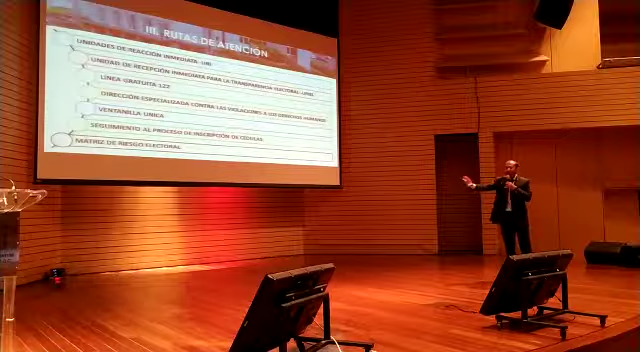 III. RUTAS DE ATENCIÓN
UNIDADES DE REACCIÓN INMEDIATA -URI-
UNIDAD DE RECEPCIÓN INMEDIATA PARA LA TRANSPARENCIA ELECTORAL -URIEL-
LÍNEA GRATUITA 122
DIRECCIÓN ESPECIALIZADA CONTRA LAS VIOLACIONES A LOS DERECHOS HUMANOS
VENTANILLA ÚNICA
SEGUIMIENTO AL PROCESO DE INSCRIPCIÓN DE CÉDULAS
MATRIZ DE RIESGO ELECTORAL